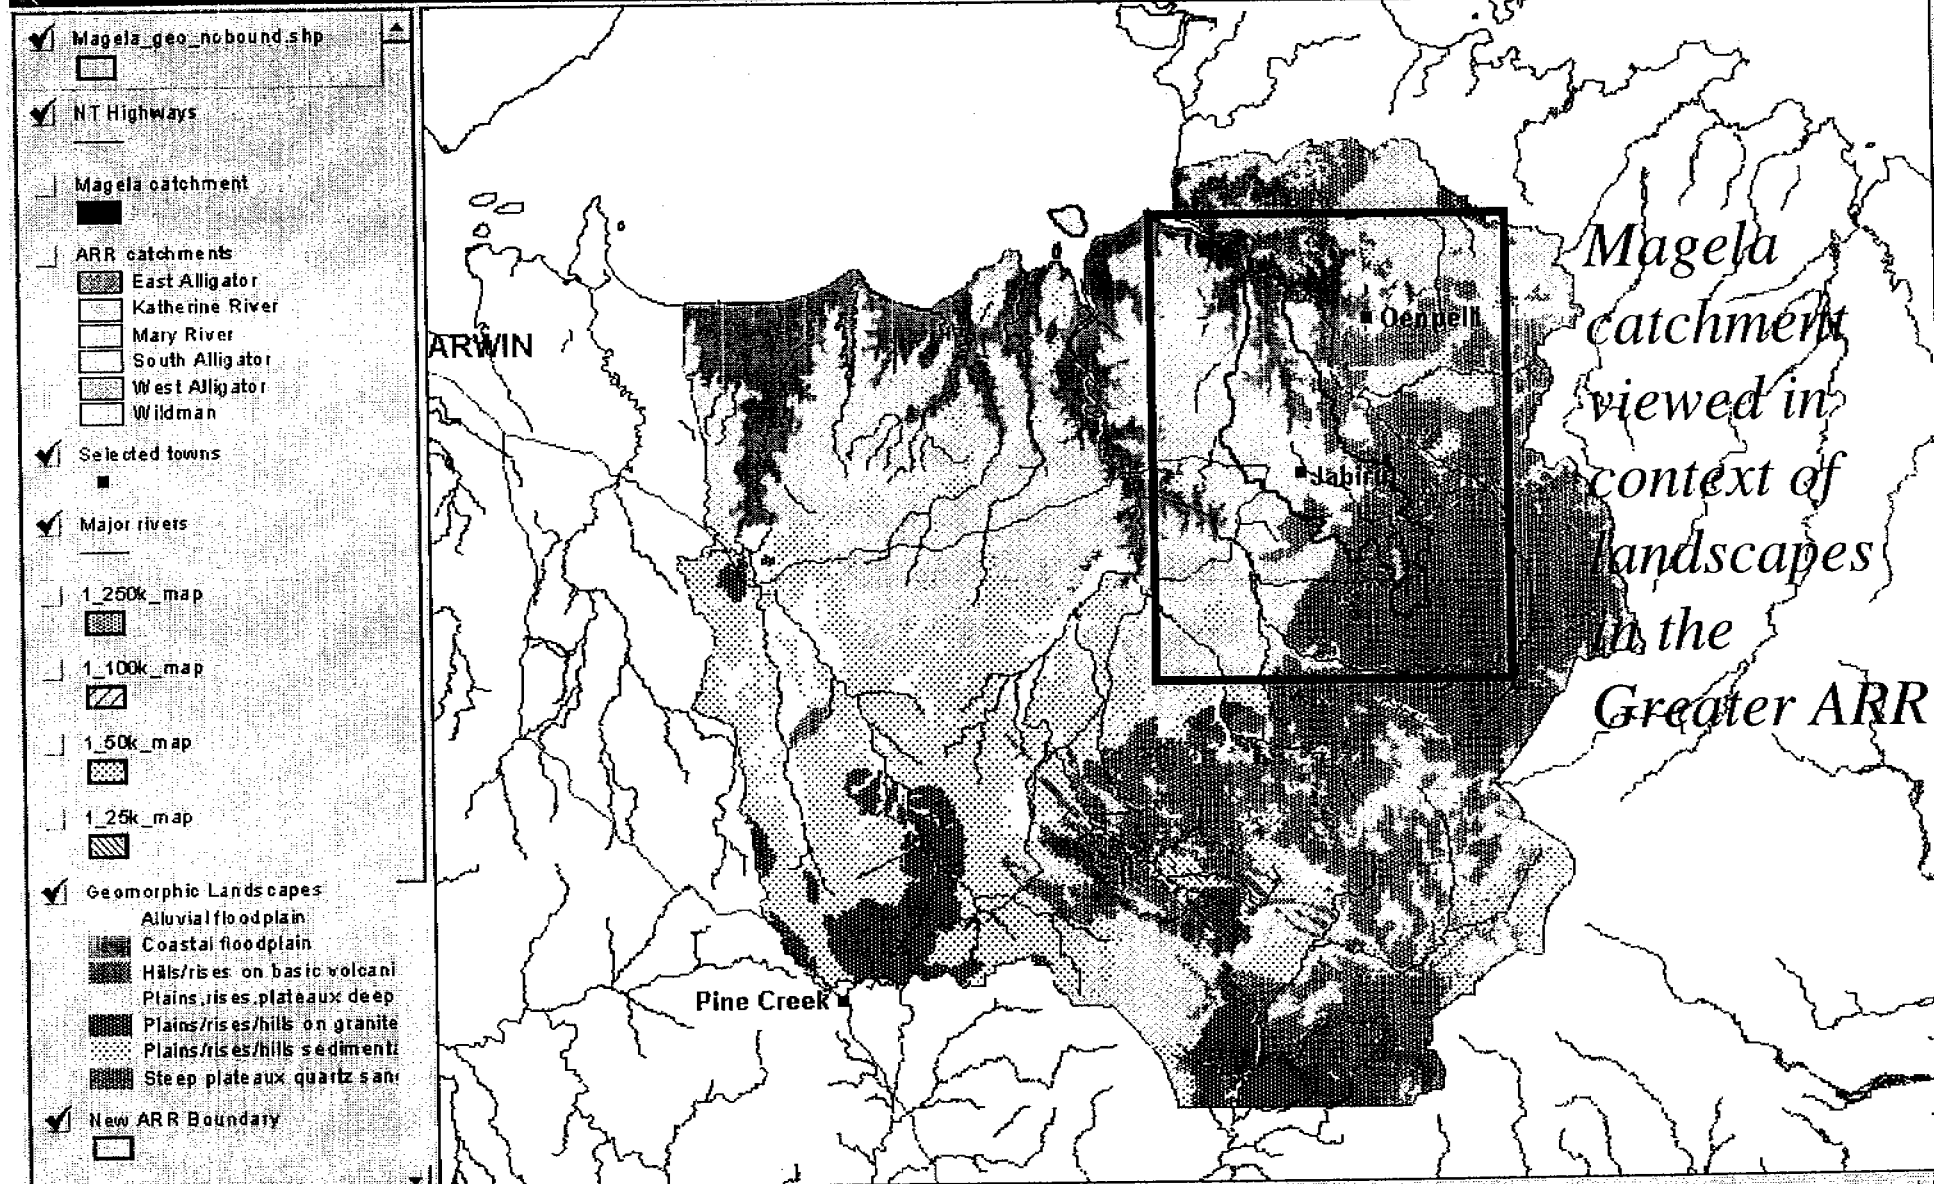 Magela_geo_nobound.shp
NT Highways
Magela catchment
ARR catchments
East Alligator
Katherine River
Mary River
South Alligator
West Alligator
Wildman
Selected towns
Major rivers
1_250k_map
1_100k_map
1_50k_map
1_25k_map
Geomorphic Landscapes
Alluvial floodplain
Coastal floodplain
Hills/rises on basic volcani
Plains,rises,plateaux deep
Plains/rises/hills on granite
Plains/rises/hills sedimenta
Steep plateaux quartz san
New ARR Boundary
ARWIN
Oenpelli
Jabiru
Pine Creek
Magela
catchment
viewed in
context of
landscapes
in the
Greater ARR